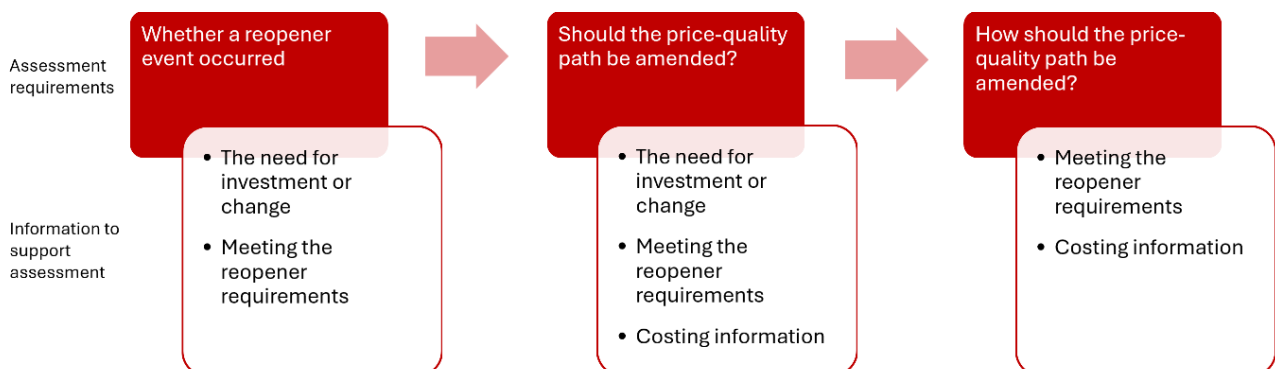 Assessment
requirements
Whether a reopener
event occurred
Should the price-quality
path be amended?
How should the price-
quality path be
amended?
Information to
support
assessment
• The need for
investment or
change
• Meeting the
reopener
requirements
• The need for
investment or
change
• Meeting the
reopener
requirements
• Costing information
• Meeting the
reopener
requirements
• Costing information